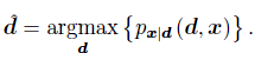 d̂ = argmax_d {p_{x|d} (d, x)}.